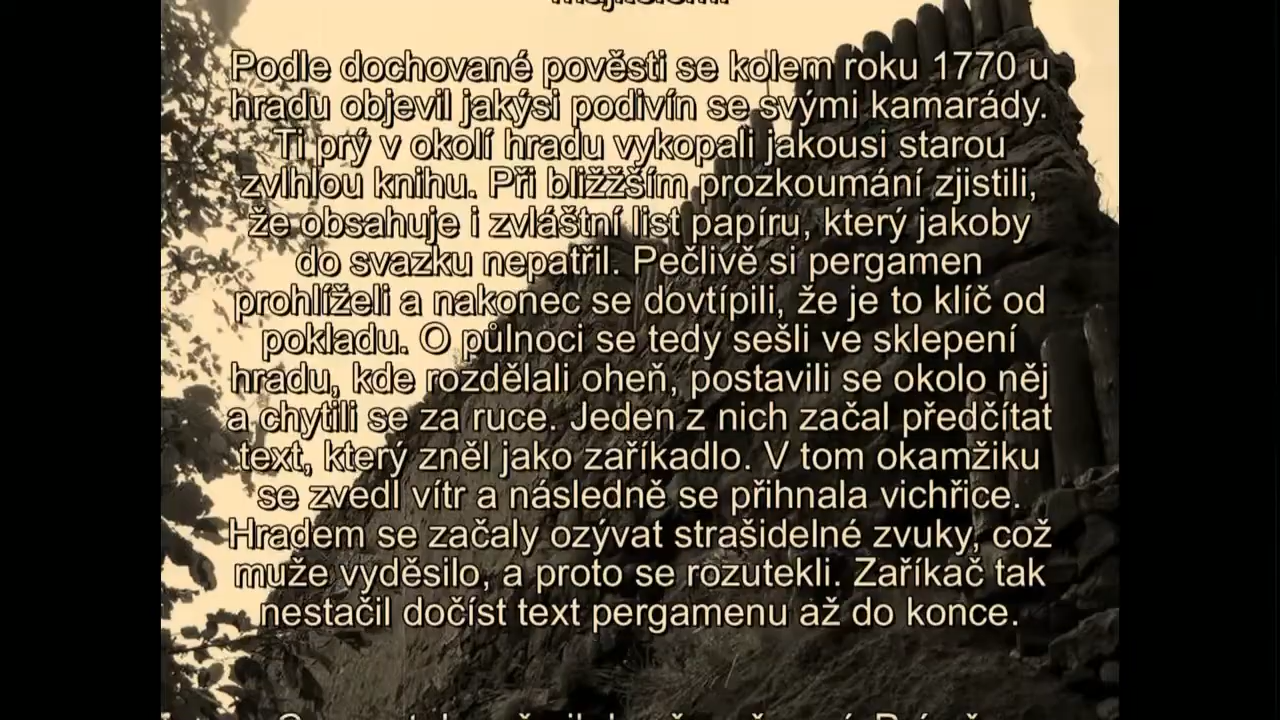 Podle dochované pověsti se kolem roku 1770 u
hradu objevil jakýsi podivín se svými kamarády.
Ti prý v okolí hradu vykopali jakousi starou
zvlhlou knihu. Při bližžším prozkoumání zjistili,
že obsahuje i zvláštní list papíru, který jakoby
do svazku nepatřil. Pečlivě si pergamen
prohlíželi a nakonec se dovtípili, že je to klíč od
pokladu. O půlnoci se tedy sešli ve sklepení
hradu, kde rozdělali oheň, postavili se okolo něj
a chytili se za ruce. Jeden z nich začal předčítat
text, který zněl jako zaříkadlo. V tom okamžiku
se zvedl vítr a následně se přihnala vichřice.
Hradem se začaly ozývat strašidelné zvuky, což
muže vyděsilo, a proto se rozutekli. Zaříkač tak
nestačil dočíst text pergamenu až do konce.